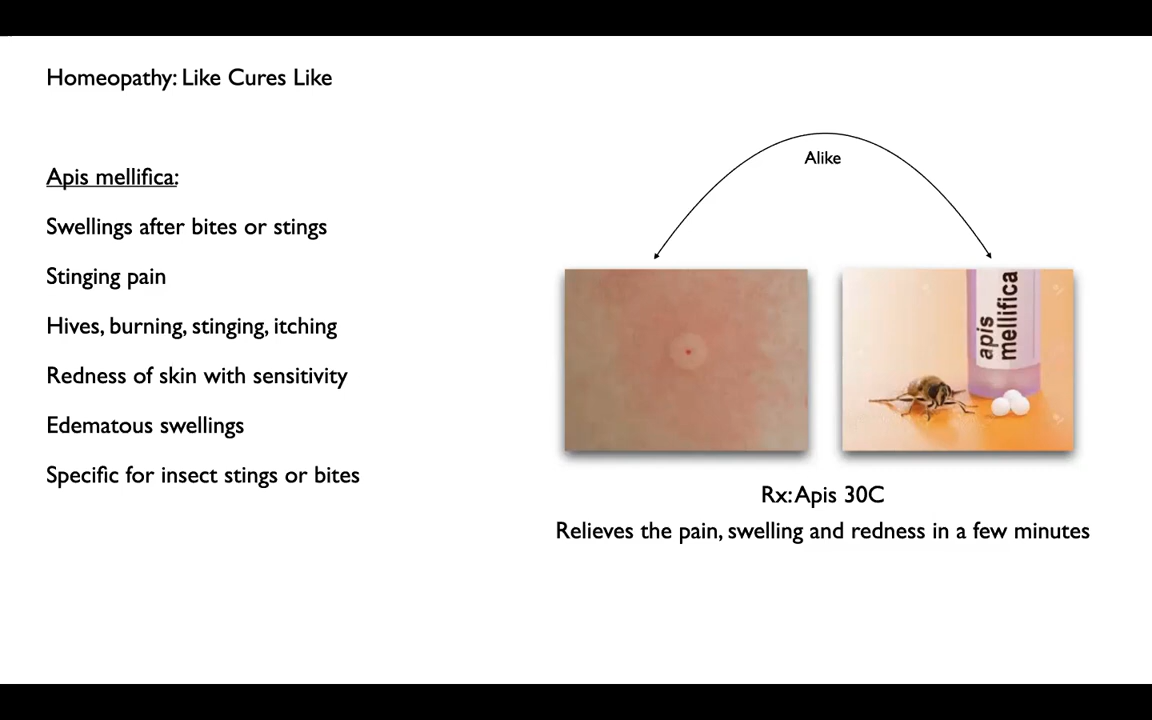 Homeopathy: Like Cures Like
Alike
Apis mellifica:
Swellings after bites or stings
Stinging pain
Hives, burning, stinging, itching
Redness of skin with sensitivity
Edematous swellings
Specific for insect stings or bites
apis
mellifica
Rx: Apis 30C
Relieves the pain, swelling and redness in a few minutes